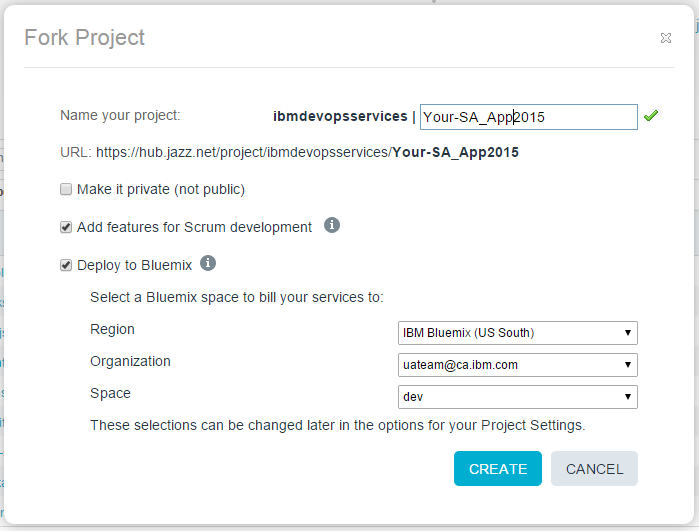 Fork Project
Name your project: ibmdevopsservices | Your-SA_App2015
URL: https://hub.jazz.net/project/ibmdevopsservices/Your-SA_App2015
Make it private (not public)
Add features for Scrum development
Deploy to Bluemix
Select a Bluemix space to bill your services to:
Region IBM Bluemix (US South)
Organization uateam@ca.ibm.com
Space dev
These selections can be changed later in the options for your Project Settings.
CREATE CANCEL